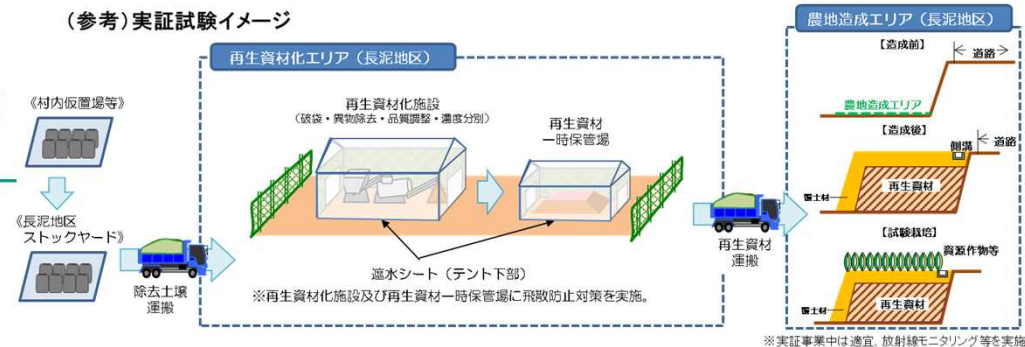 (参考)実証試験イメージ
《村内仮置場等》
《長泥地区
ストックヤード》
除去土壌
運搬
再生資材化エリア(長泥地区)
再生資材化施設
(破袋・異物除去・品質調整・濃度分別)
再生資材
一時保管場
遮水シート(テント下部)
※再生資材化施設及び再生資材一時保管場に飛散防止対策を実施。
再生資材
運搬
農地造成エリア(長泥地区)
【造成前】
道路
農地造成エリア
【造成後】
側溝
道路
再生資材
覆土材
【試験栽培】
資源作物等
再生資材
覆土材
※実証事業中は適宜、放射線モニタリング等を実施